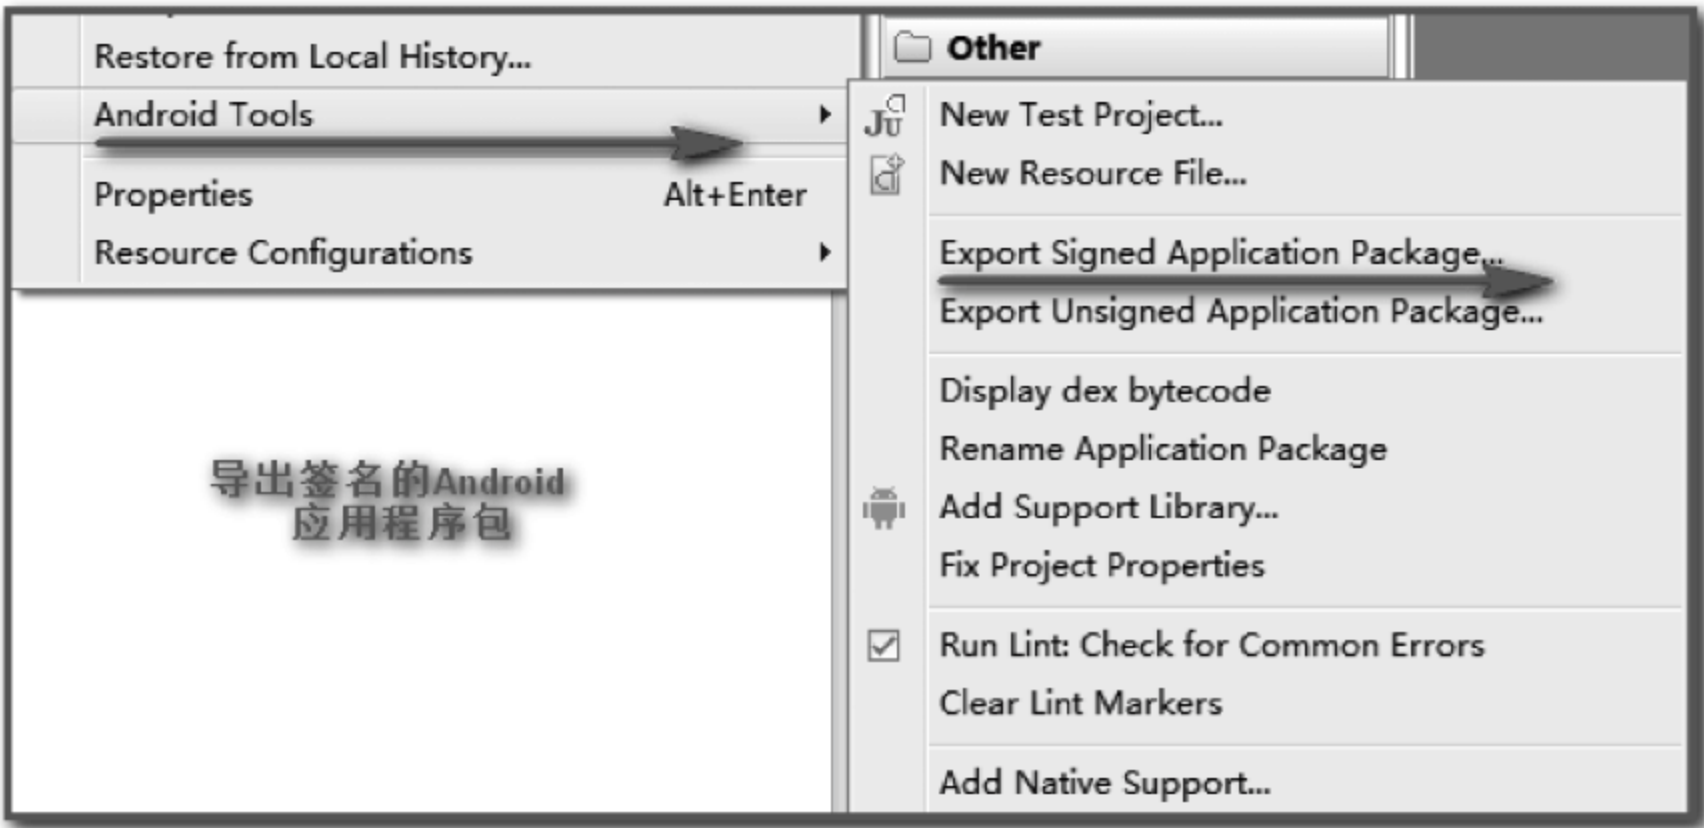 Restore from Local History...
Android Tools
Properties Alt+Enter
Resource Configurations
导出签名的Android
应用程序包
Other
New Test Project...
New Resource File...
Export Signed Application Package...
Export Unsigned Application Package...
Display dex bytecode
Rename Application Package
Add Support Library...
Fix Project Properties
Run Lint: Check for Common Errors
Clear Lint Markers
Add Native Support...